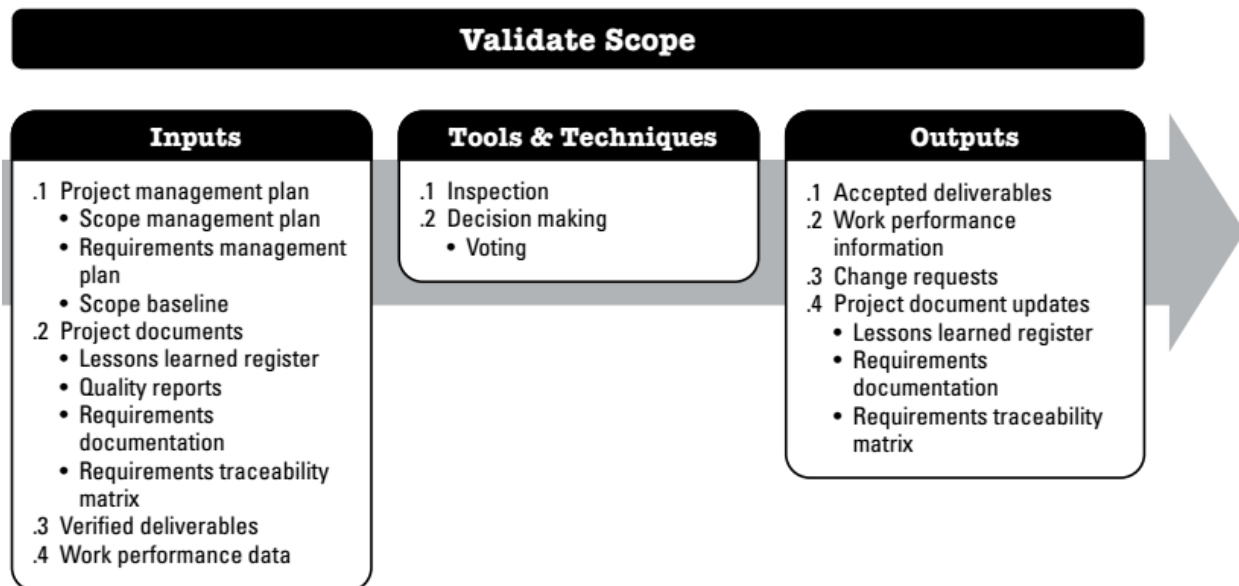 Validate Scope
Inputs
.1 Project management plan
• Scope management plan
• Requirements management
plan
• Scope baseline
.2 Project documents
• Lessons learned register
• Quality reports
• Requirements
documentation
• Requirements traceability
matrix
.3 Verified deliverables
.4 Work performance data
Tools & Techniques
.1 Inspection
.2 Decision making
• Voting
Outputs
.1 Accepted deliverables
.2 Work performance
information
.3 Change requests
.4 Project document updates
• Lessons learned register
• Requirements
documentation
• Requirements traceability
matrix